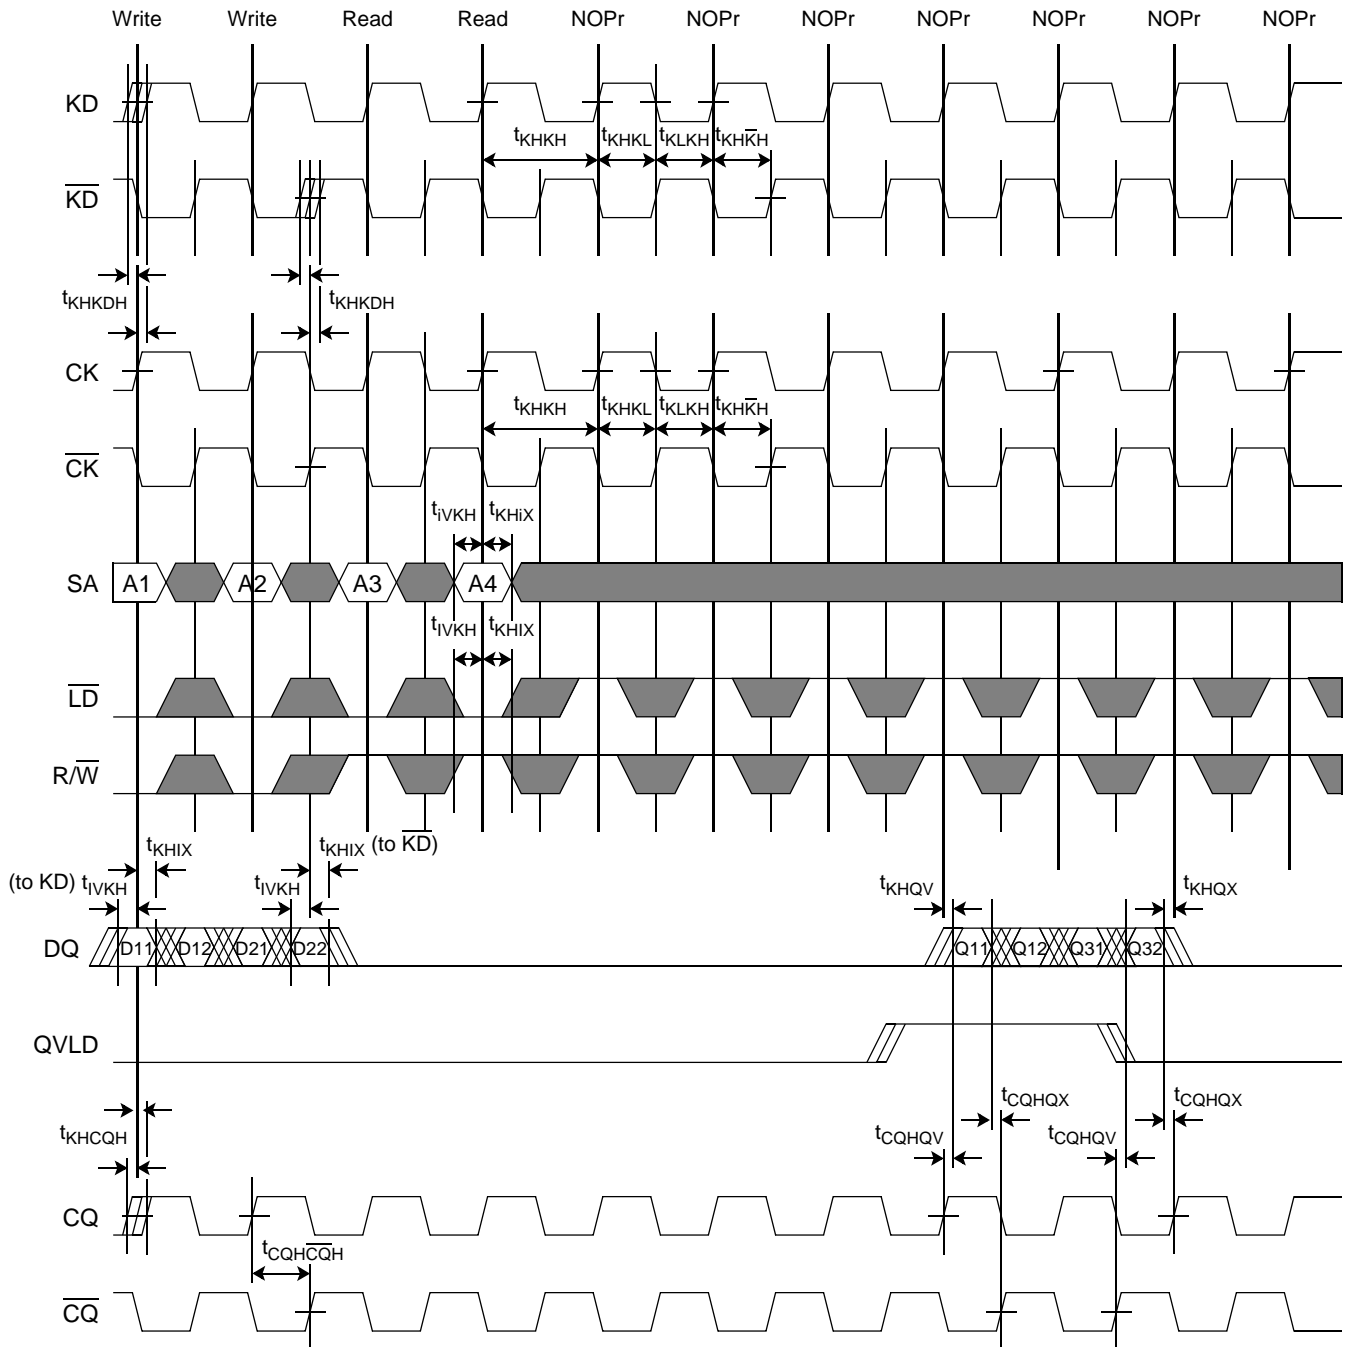 Write Write Read Read NOPr NOPr NOPr NOPr NOPr NOPr NOPr
KD
tKHKH tKHKL tKLKH tKHK̅H
K̅D̅
tKHKDH tKHKDH
CK
tKHKH tKHKL tKLKH tKHK̅H
C̅K̅
tiVKH tKHiX
SA A1 A2 A3 A4
tIVKH tKHIX
L̅D̅
R/W̅
tKHIX tKHIX (to K̅D̅)
(to KD) tIVKH tIVKH tKHQV tKHQX
DQ D11 D12 D21 D22 Q11 Q12 Q31 Q32
QVLD
tCQHQX tCQHQX
tKHCQH tCQHQV tCQHQV
CQ
tCQHC̅Q̅H
C̅Q̅